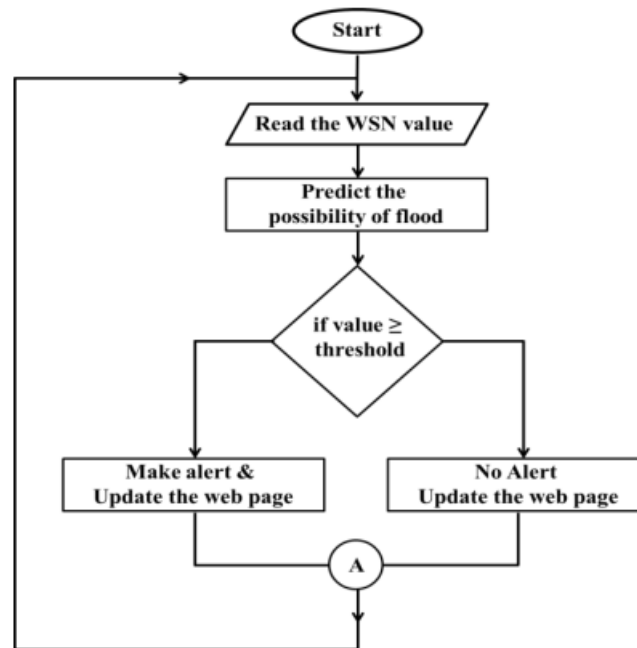 Start
Read the WSN value
Predict the
possibility of flood
if value ≥
threshold
Make alert &
Update the web page
No Alert
Update the web page
A